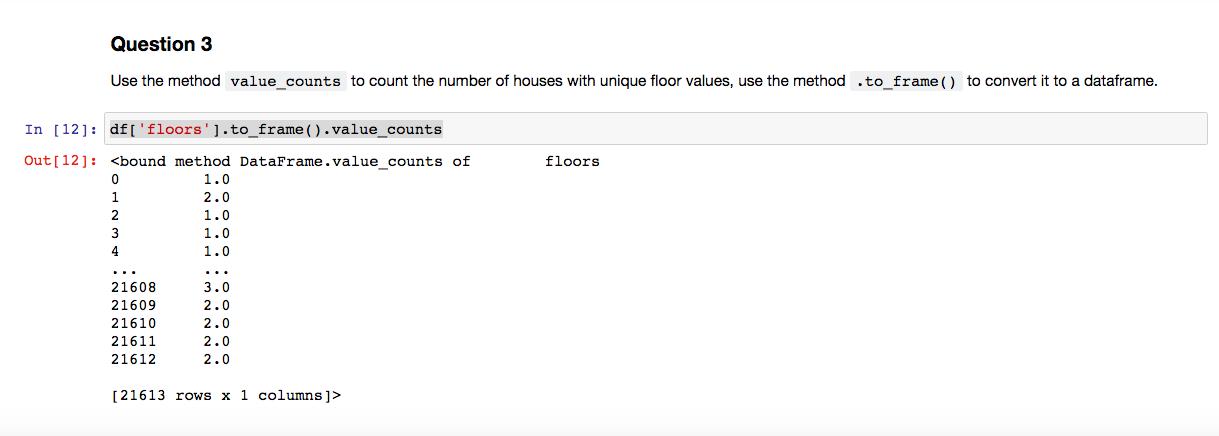 Question 3
Use the method value_counts to count the number of houses with unique floor values, use the method .to_frame() to convert it to a dataframe.
In [12]: df['floors'].to_frame().value_counts
Out[12]: <bound method DataFrame.value_counts of        floors
0         1.0
1         2.0
2         1.0
3         1.0
4         1.0
...       ...
21608     3.0
21609     2.0
21610     2.0
21611     2.0
21612     2.0
[21613 rows x 1 columns]>